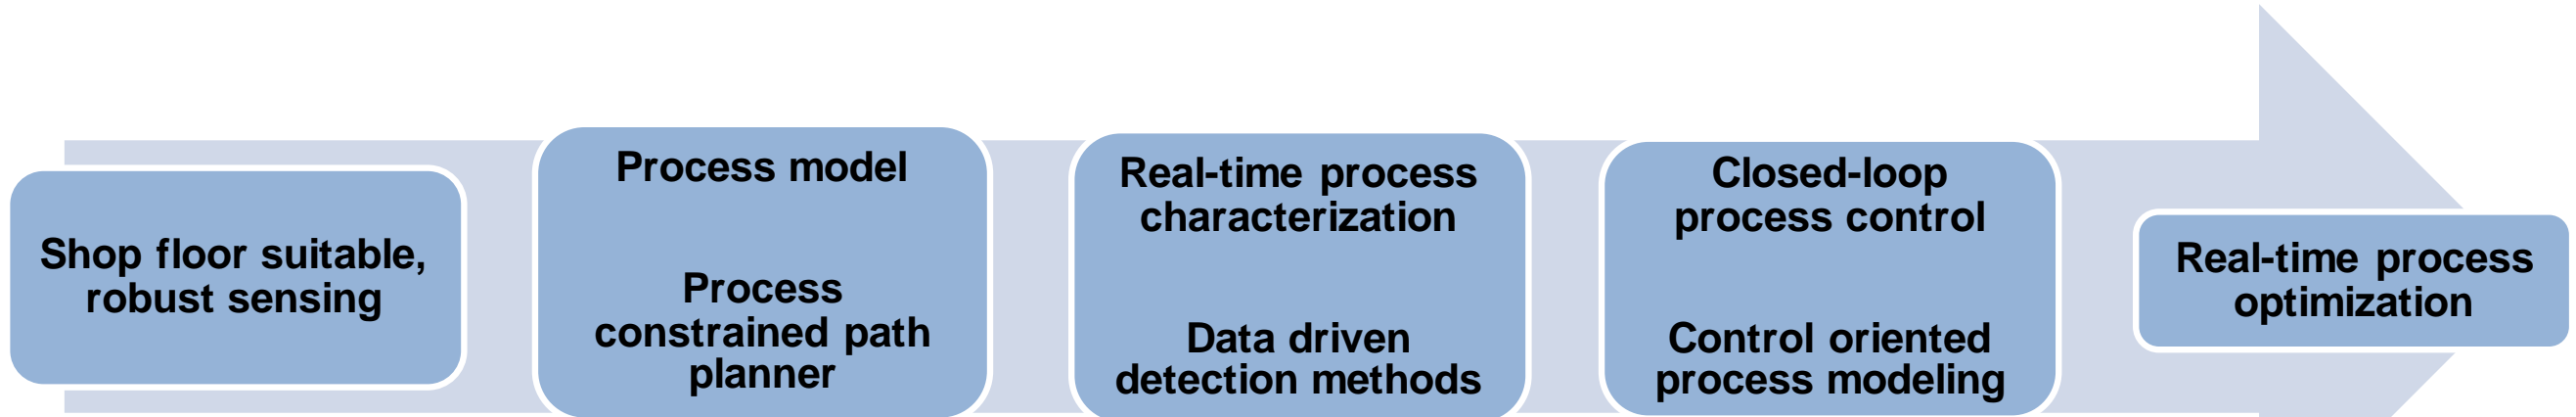 Shop floor suitable,
robust sensing
Process model
Process
constrained path
planner
Real-time process
characterization
Data driven
detection methods
Closed-loop
process control
Control oriented
process modeling
Real-time process
optimization